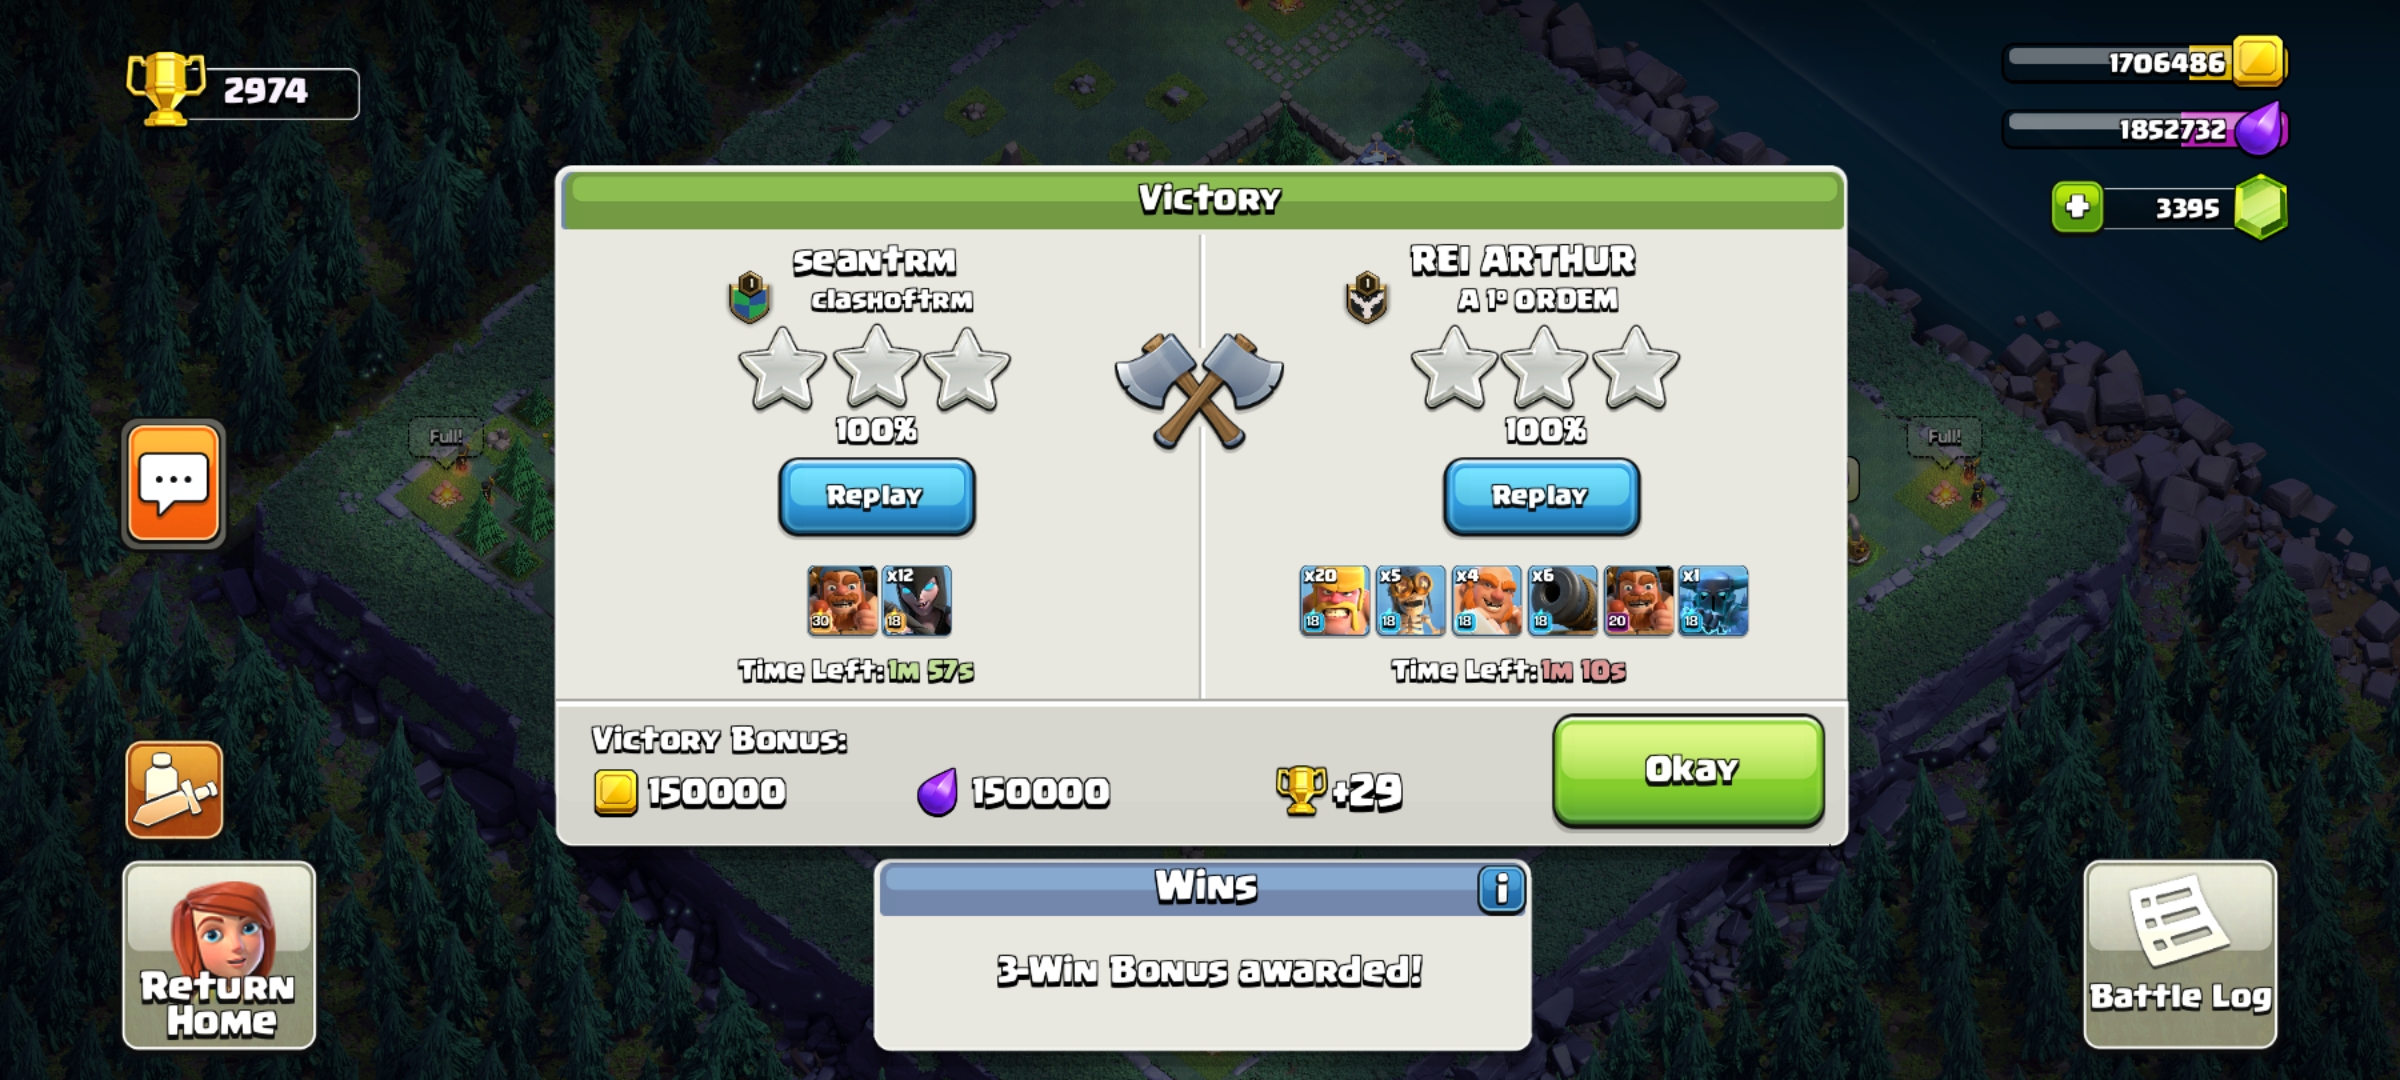 2974
1706486
1852732
3395
Victory
seantrm
clashoftrm
1
100%
Replay
30
x12
18
Time Left: 1m 57s
REI ARTHUR
A 1º ORDEM
1
100%
Replay
x20
18
x5
18
x4
18
x6
18
20
x1
18
Time Left: 1m 10s
Full!
Full!
Victory Bonus:
150000
150000
+29
Okay
Wins
i
3-Win Bonus awarded!
Return
Home
Battle Log